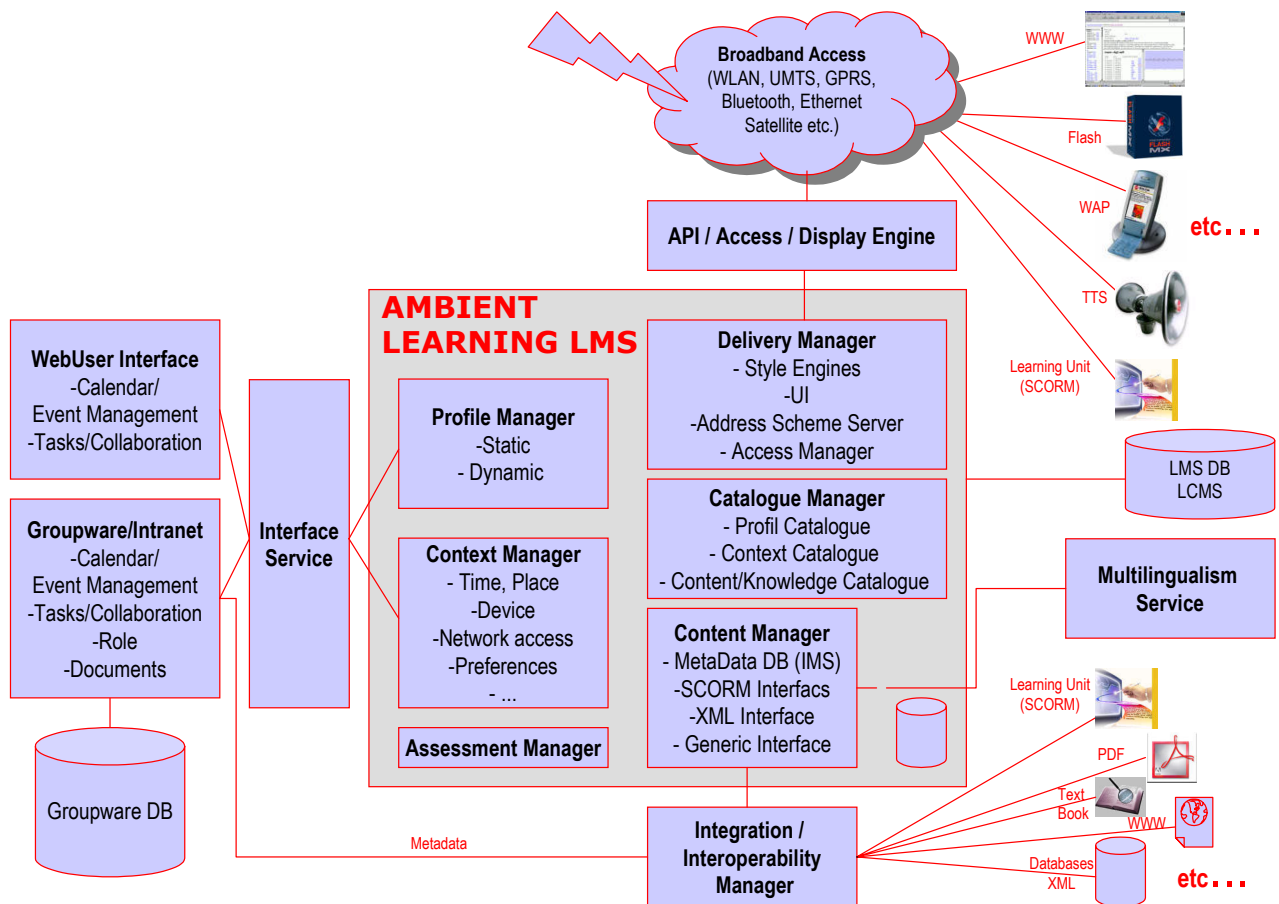 Broadband Access
(WLAN, UMTS, GPRS,
Bluetooth, Ethernet
Satellite etc.)
WWW
Flash
FLASH
MX
WAP
etc...
TTS
Learning Unit
(SCORM)
API / Access / Display Engine
AMBIENT
LEARNING LMS
WebUser Interface
-Calendar/
Event Management
-Tasks/Collaboration
Groupware/Intranet
-Calendar/
Event Management
-Tasks/Collaboration
-Role
-Documents
Groupware DB
Interface
Service
Profile Manager
-Static
- Dynamic
Context Manager
- Time, Place
-Device
-Network access
-Preferences
- ...
Assessment Manager
Delivery Manager
- Style Engines
-UI
-Address Scheme Server
- Access Manager
Catalogue Manager
- Profil Catalogue
- Context Catalogue
- Content/Knowledge Catalogue
Content Manager
- MetaData DB (IMS)
-SCORM Interfacs
-XML Interface
- Generic Interface
LMS DB
LCMS
Multilingualism
Service
Metadata
Integration /
Interoperability
Manager
Learning Unit
(SCORM)
PDF
Text
Book
WWW
Databases
XML
etc...